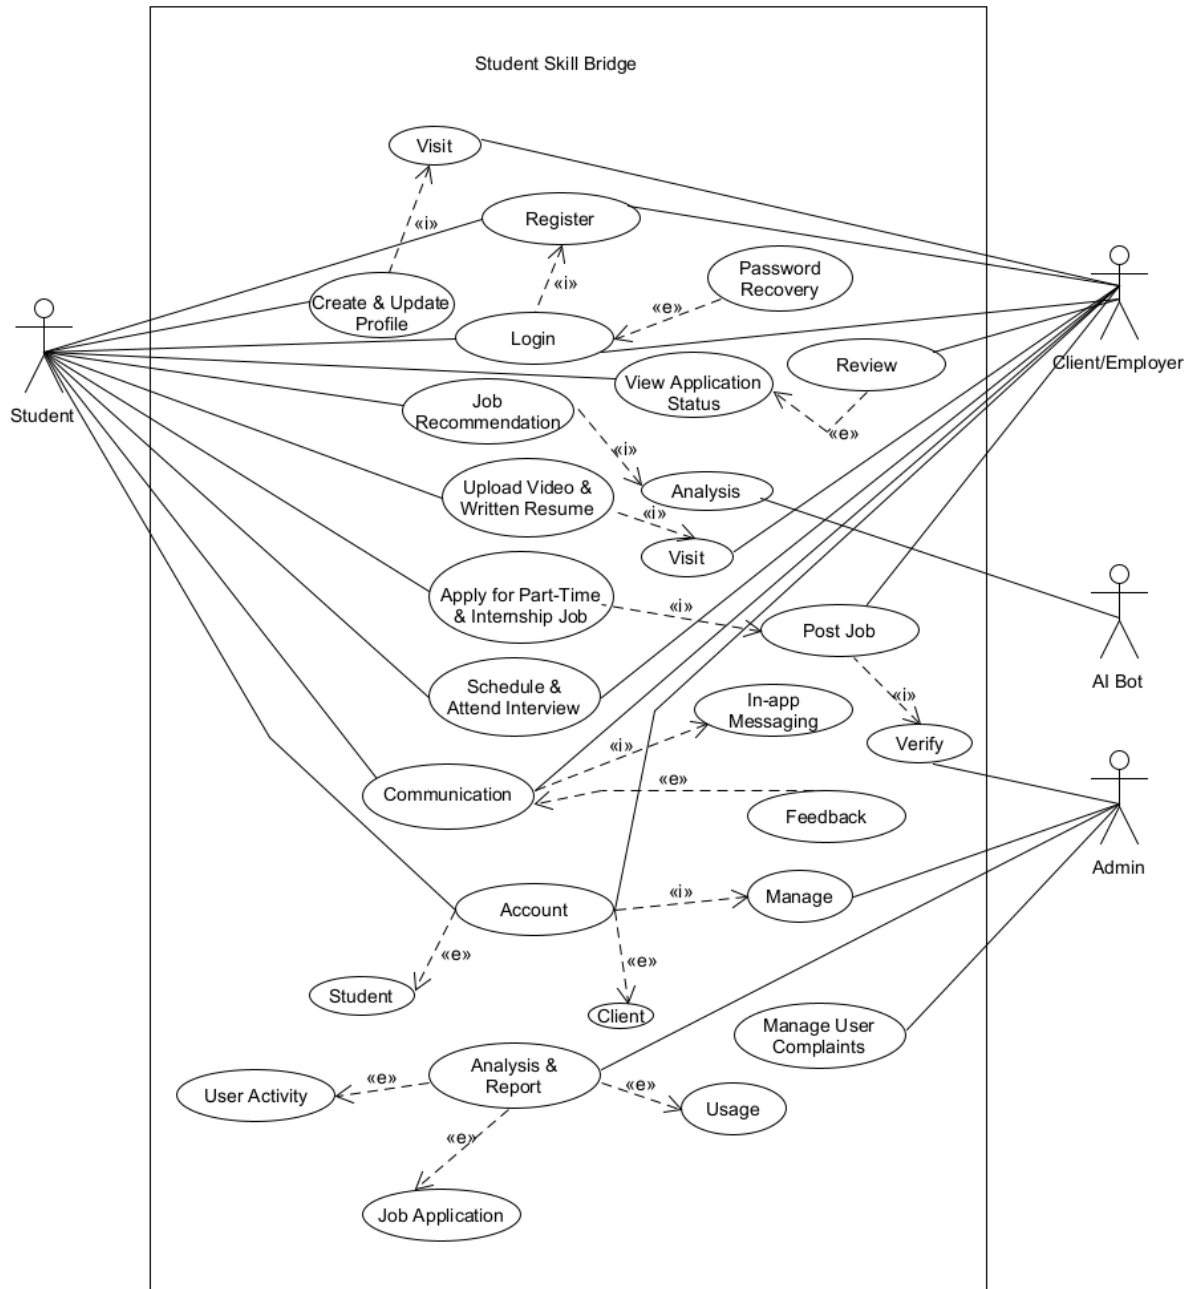 Student Skill Bridge
Visit
Register
«i»
«i»
Password
Recovery
Create & Update
Profile
«e»
Login
Student
Client/Employer
Review
View Application
Status
«e»
Job
Recommendation
«i»
Analysis
Upload Video &
Written Resume
«i»
Visit
Apply for Part-Time
& Internship Job
«i»
Post Job
AI Bot
Schedule &
Attend Interview
In-app
Messaging
«i»
«i»
Verify
Communication
«e»
Feedback
Admin
Account
«i»
Manage
«e»
«e»
Student
Client
Manage User
Complaints
Analysis &
Report
«e»
User Activity
«e»
Usage
«e»
Job Application